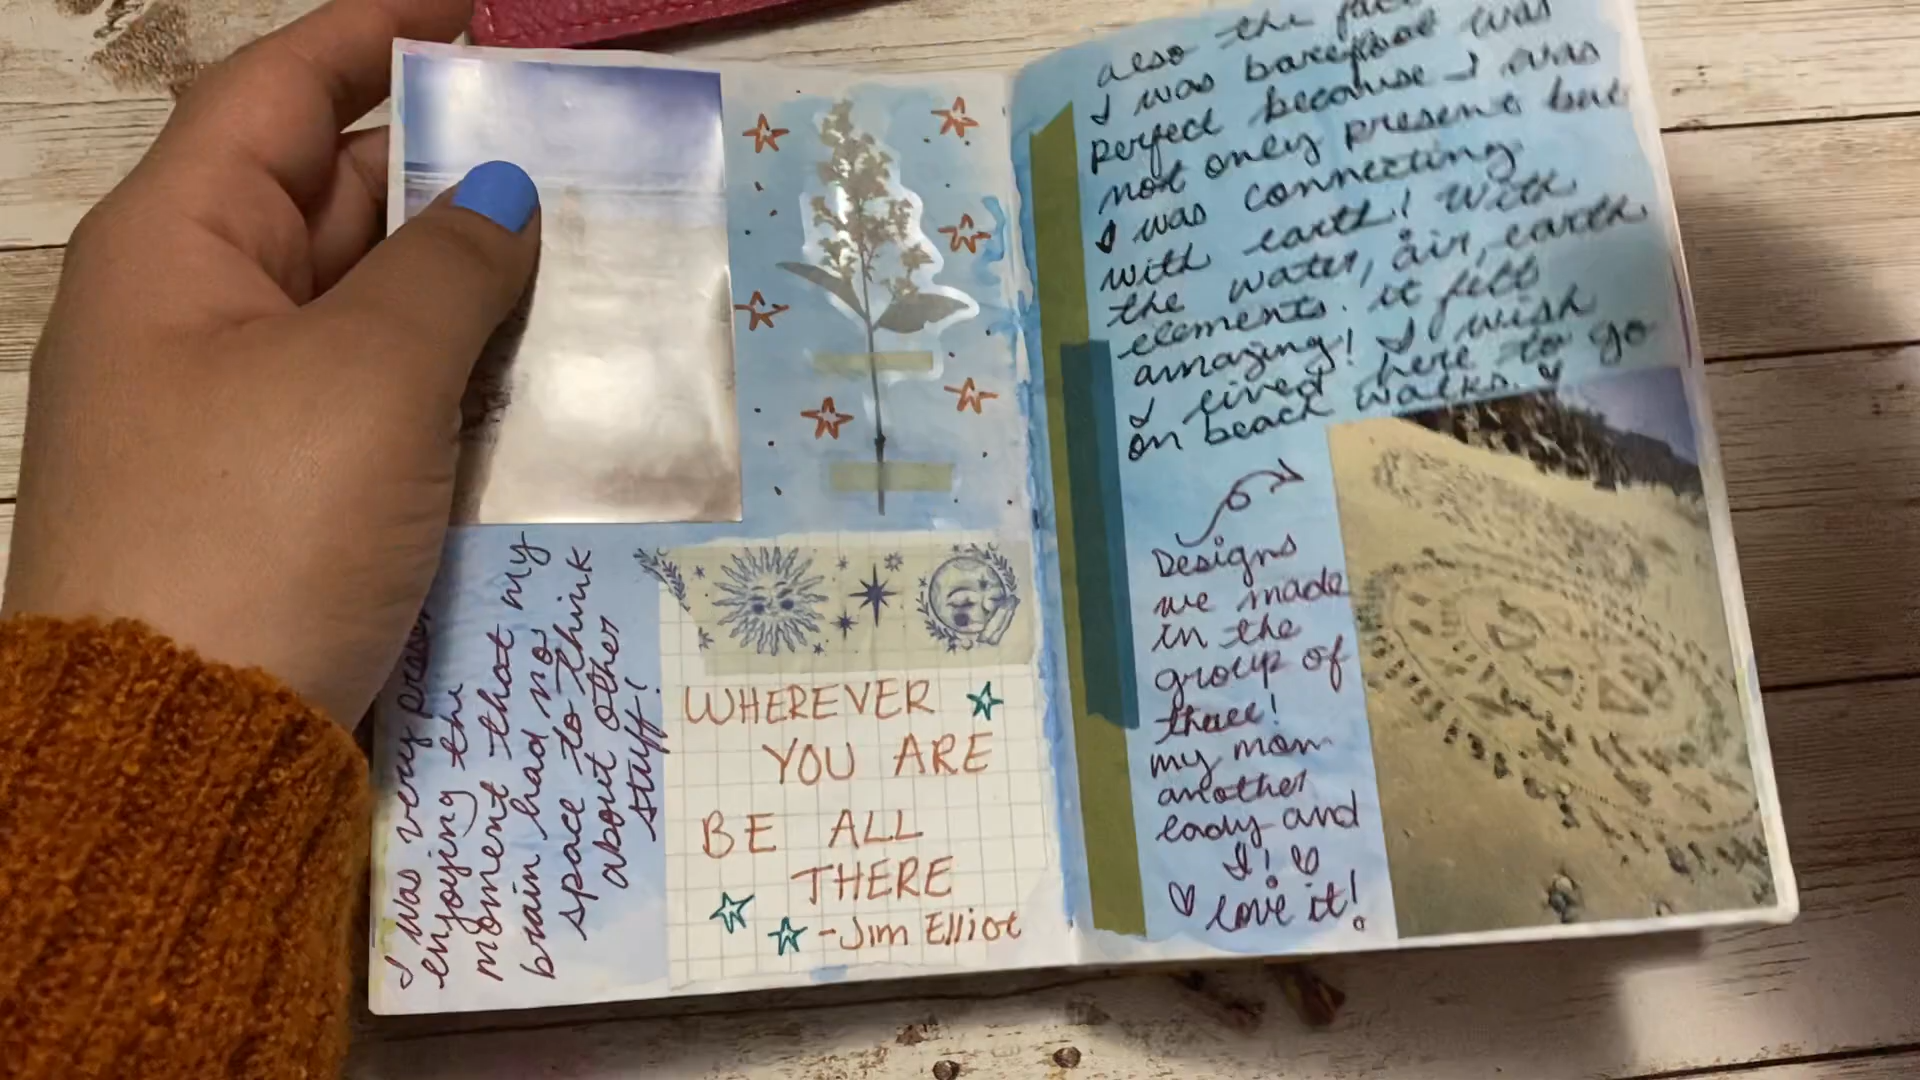 I was very present
enjoying the
moment that my
brain had no
space to think
about other
stuff!
WHEREVER
YOU ARE
BE ALL
THERE
-Jim Elliot
also the fact
I was barefoot was
perfect because I was
not only present but
I was connecting
with earth! With
the water, air, earth
elements. it felt
amazing! I wish
I lived here to go
on beach walks.
Designs
we made
in the
group of
three!
my mom
another
lady and
I!
love it!